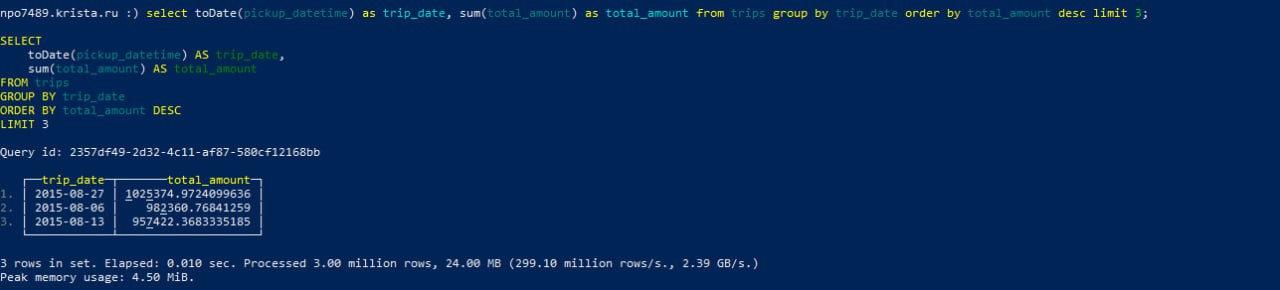 npo7489.krista.ru :) select toDate(pickup_datetime) as trip_date, sum(total_amount) as total_amount from trips group by trip_date order by total_amount desc limit 3;
SELECT
toDate(pickup_datetime) AS trip_date,
sum(total_amount) AS total_amount
FROM trips
GROUP BY trip_date
ORDER BY total_amount DESC
LIMIT 3
Query id: 2357df49-2d32-4c11-af87-580cf12168bb
┌──trip_date─┬───────total_amount─┐
1. │ 2015-08-27 │ 1025374.9724099636 │
2. │ 2015-08-06 │ 982360.76841259 │
3. │ 2015-08-13 │ 957422.3683335185 │
└────────────┴────────────────────┘
3 rows in set. Elapsed: 0.010 sec. Processed 3.00 million rows, 24.00 MB (299.10 million rows/s., 2.39 GB/s.)
Peak memory usage: 4.50 MiB.